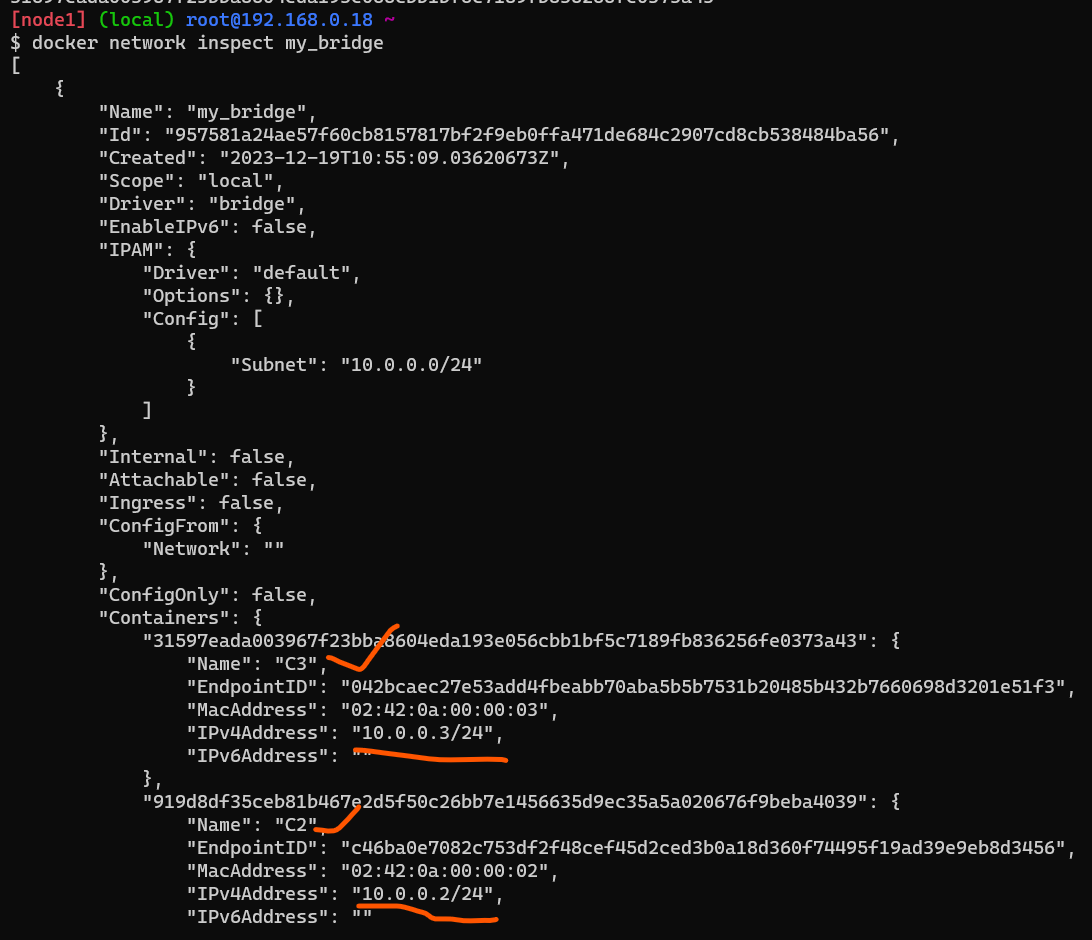 [node1] (local) root@192.168.0.18 ~
$ docker network inspect my_bridge
[
    {
        "Name": "my_bridge",
        "Id": "957581a24ae57f60cb8157817bf2f9eb0ffa471de684c2907cd8cb538484ba56",
        "Created": "2023-12-19T10:55:09.03620673Z",
        "Scope": "local",
        "Driver": "bridge",
        "EnableIPv6": false,
        "IPAM": {
            "Driver": "default",
            "Options": {},
            "Config": [
                {
                    "Subnet": "10.0.0.0/24"
                }
            ]
        },
        "Internal": false,
        "Attachable": false,
        "Ingress": false,
        "ConfigFrom": {
            "Network": ""
        },
        "ConfigOnly": false,
        "Containers": {
            "31597eada003967f23bba8604eda193e056cbb1bf5c7189fb836256fe0373a43": {
                "Name": "C3",
                "EndpointID": "042bcaec27e53add4fbeabb70aba5b5b7531b20485b432b7660698d3201e51f3",
                "MacAddress": "02:42:0a:00:00:03",
                "IPv4Address": "10.0.0.3/24",
                "IPv6Address": ""
            },
            "919d8df35ceb81b467e2d5f50c26bb7e1456635d9ec35a5a020676f9beba4039": {
                "Name": "C2",
                "EndpointID": "c46ba0e7082c753df2f48cef45d2ced3b0a18d360f74495f19ad39e9eb8d3456",
                "MacAddress": "02:42:0a:00:00:02",
                "IPv4Address": "10.0.0.2/24",
                "IPv6Address": ""